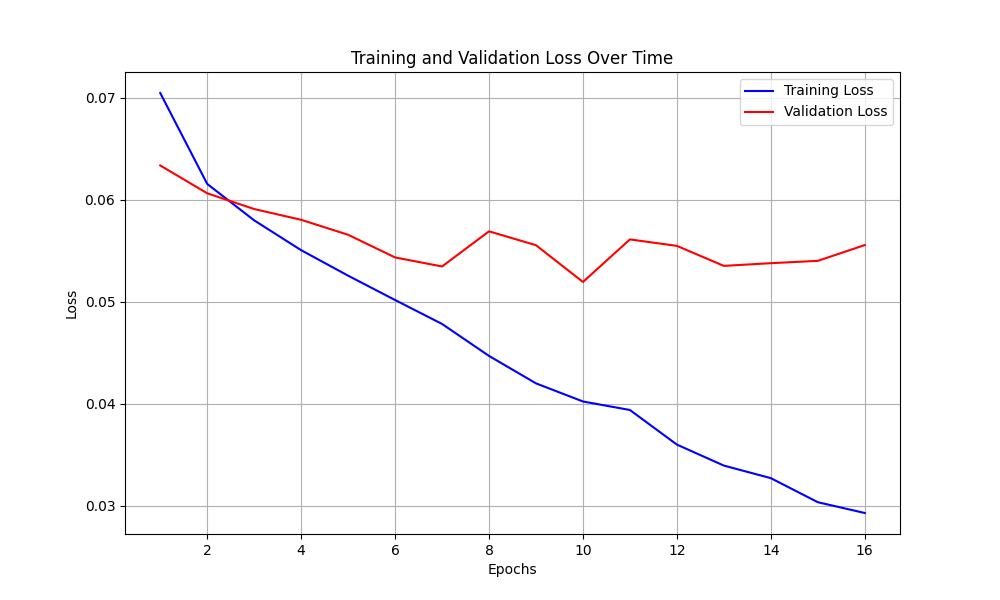 Training and Validation Loss Over Time
Training Loss
Validation Loss
0.07
0.06
0.05
0.04
0.03
Loss
2 4 6 8 10 12 14 16
Epochs